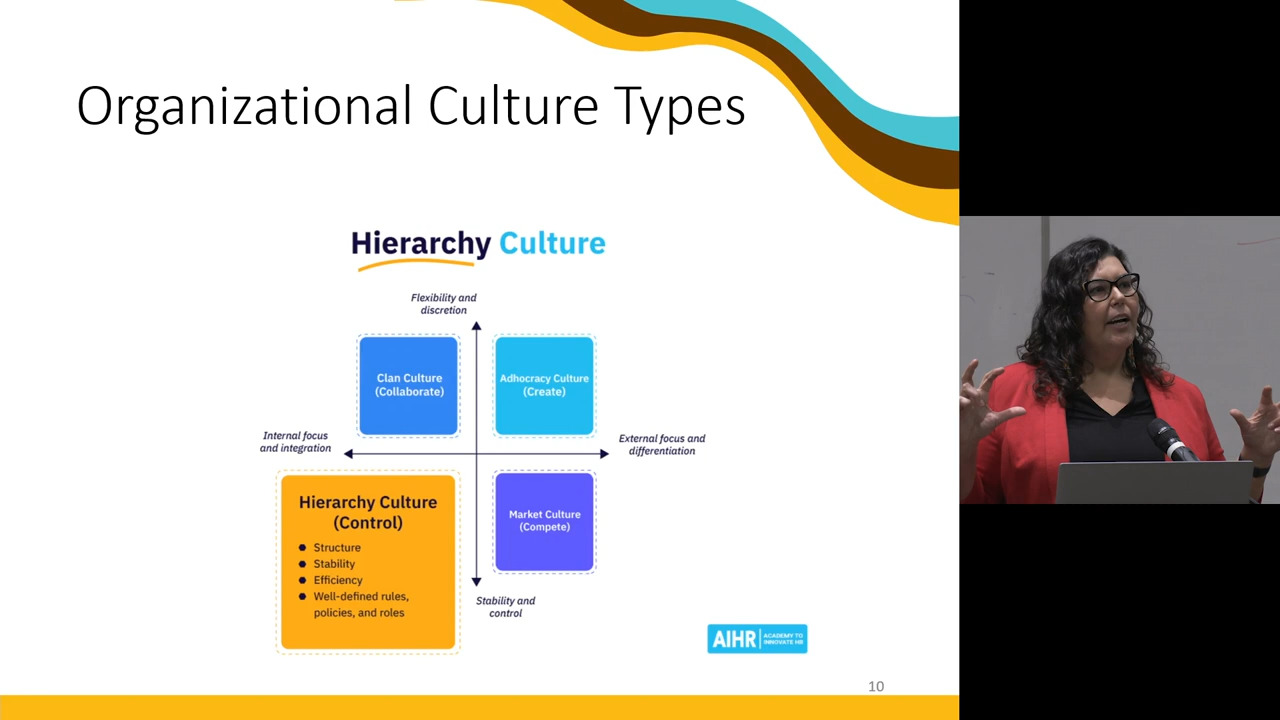 Organizational Culture Types
Hierarchy Culture
Flexibility and
discretion
Clan Culture
(Collaborate)
Adhocracy Culture
(Create)
Internal focus
and integration
External focus and
differentiation
Hierarchy Culture
(Control)
Structure
Stability
Efficiency
Well-defined rules,
policies, and roles
Market Culture
(Compete)
Stability and
control
AIHR
ACADEMY TO
INNOVATE HR
10